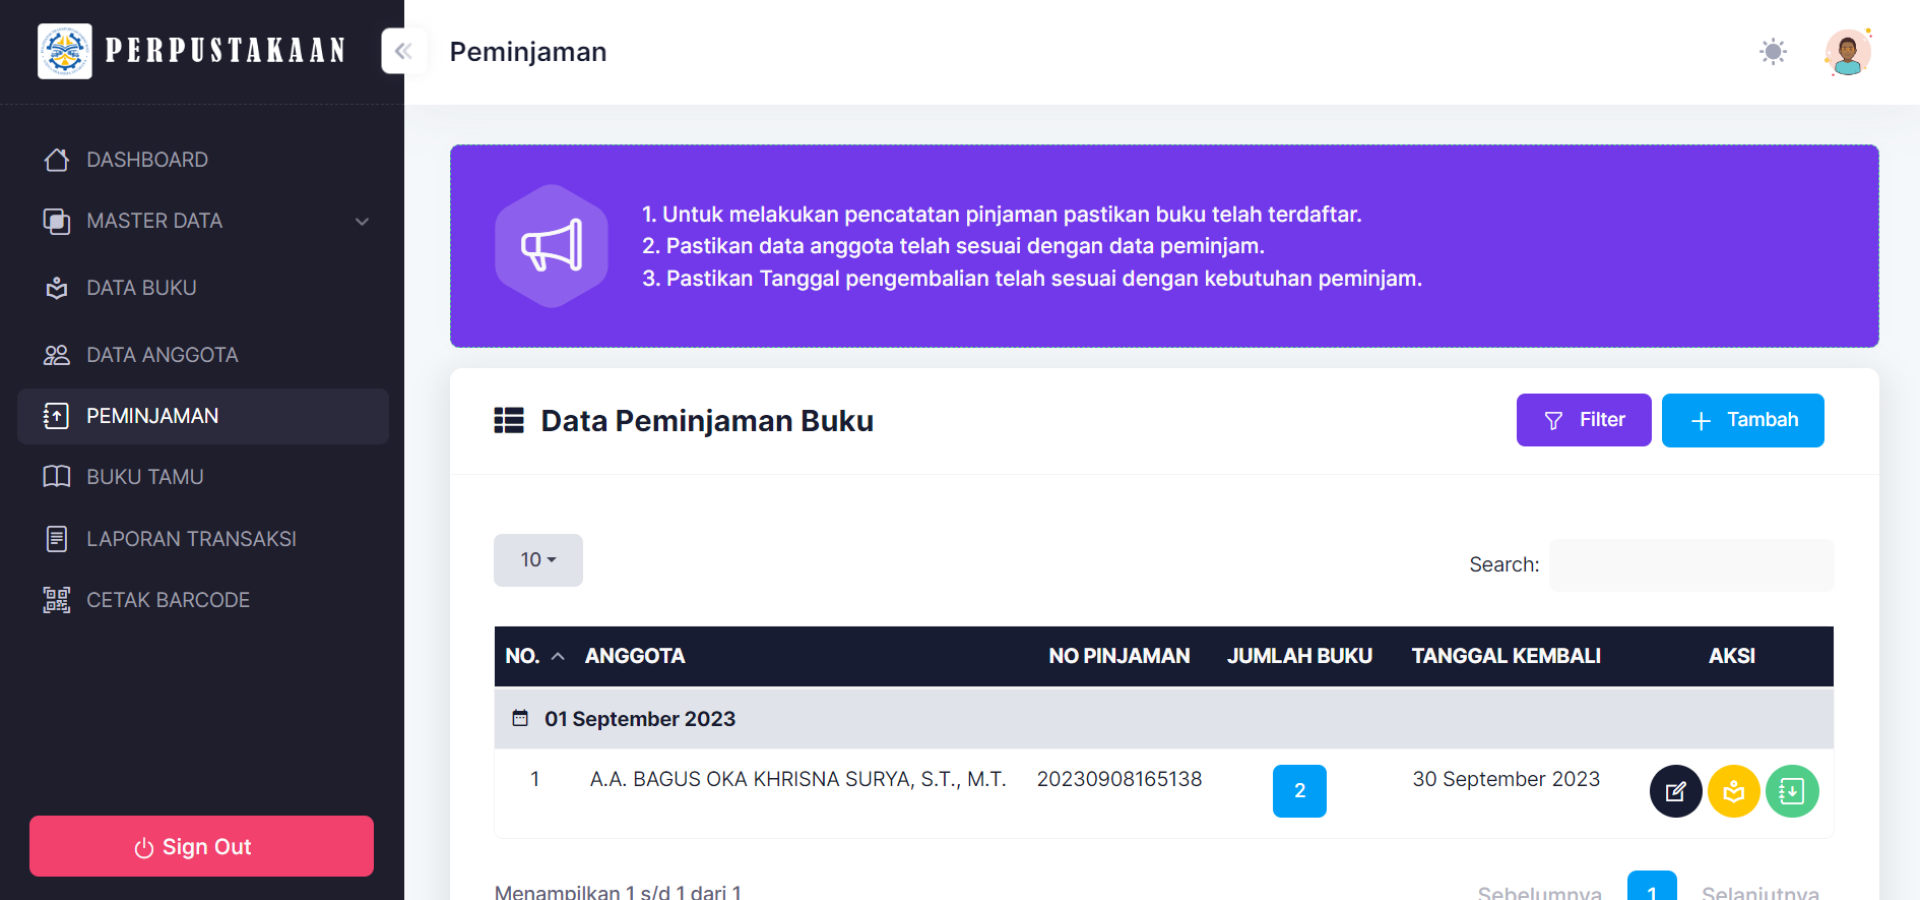 PERPUSTAKAAN
Peminjaman
DASHBOARD
MASTER DATA
DATA BUKU
DATA ANGGOTA
PEMINJAMAN
BUKU TAMU
LAPORAN TRANSAKSI
CETAK BARCODE
Sign Out
1. Untuk melakukan pencatatan pinjaman pastikan buku telah terdaftar.
2. Pastikan data anggota telah sesuai dengan data peminjam.
3. Pastikan Tanggal pengembalian telah sesuai dengan kebutuhan peminjam.
Data Peminjaman Buku
Filter
Tambah
10
Search:
NO. ANGGOTA NO PINJAMAN JUMLAH BUKU TANGGAL KEMBALI AKSI
01 September 2023
1 A.A. BAGUS OKA KHRISNA SURYA, S.T., M.T. 20230908165138 2 30 September 2023
Menampilkan 1 s/d 1 dari 1
Sebelumnya 1 Selanjutnya